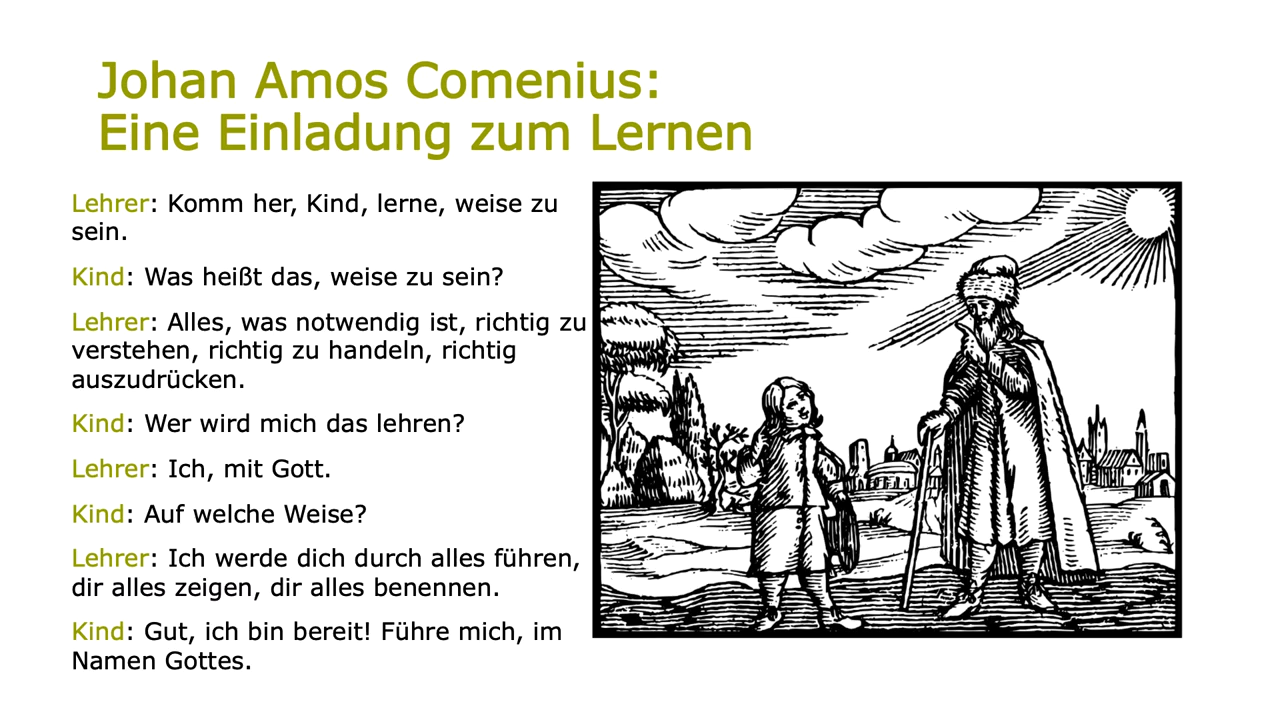 Johan Amos Comenius:
Eine Einladung zum Lernen
Lehrer: Komm her, Kind, lerne, weise zu
sein.
Kind: Was heißt das, weise zu sein?
Lehrer: Alles, was notwendig ist, richtig zu
verstehen, richtig zu handeln, richtig
auszudrücken.
Kind: Wer wird mich das lehren?
Lehrer: Ich, mit Gott.
Kind: Auf welche Weise?
Lehrer: Ich werde dich durch alles führen,
dir alles zeigen, dir alles benennen.
Kind: Gut, ich bin bereit! Führe mich, im
Namen Gottes.